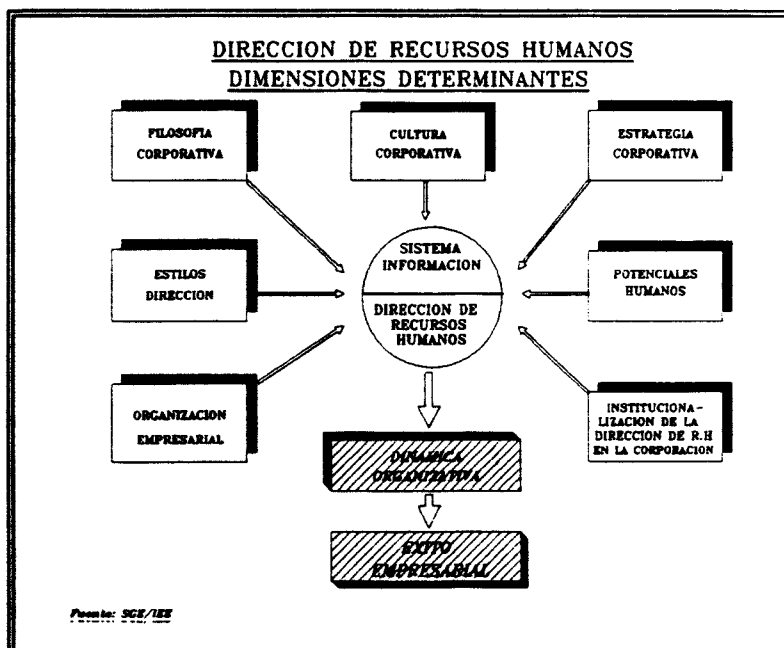 DIRECCION DE RECURSOS HUMANOS
DIMENSIONES DETERMINANTES
FILOSOFIA
CORPORATIVA
CULTURA
CORPORATIVA
ESTRATEGIA
CORPORATIVA
SISTEMA
INFORMACION
ESTILOS
DIRECCION
POTENCIALES
HUMANOS
DIRECCION DE
RECURSOS
HUMANOS
ORGANIZACION
EMPRESARIAL
INSTITUCIONA-
LIZACION DE LA
DIRECCION DE R.H
EN LA CORPORACION
DINAMICA
ORGANIZATIVA
EXITO
EMPRESARIAL
Fuente: SGE/IEE